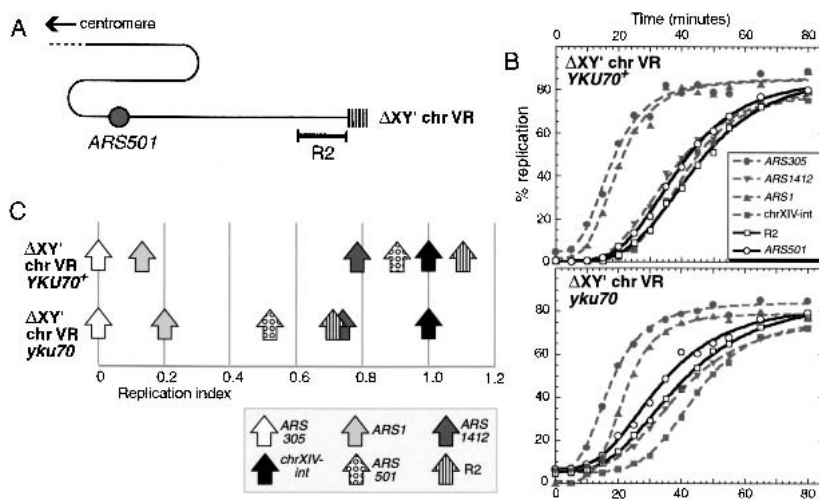 A
centromere
ARS501
R2
ΔXY' chr VR
B
Time (minutes)
0 20 40 60 80
ΔXY' chr VR
YKU70+
% replication
80
60
40
20
0
ARS305
ARS1412
ARS1
chrXIV-int
R2
ARS501
ΔXY' chr VR
yku70
80
60
40
20
0
0 20 40 60 80
C
ΔXY'
chr VR
YKU70+
ΔXY'
chr VR
yku70
0 0.2 0.4 0.6 0.8 1.0 1.2
Replication index
ARS 305
ARS1
ARS 1412
chrXIV-int
ARS 501
R2